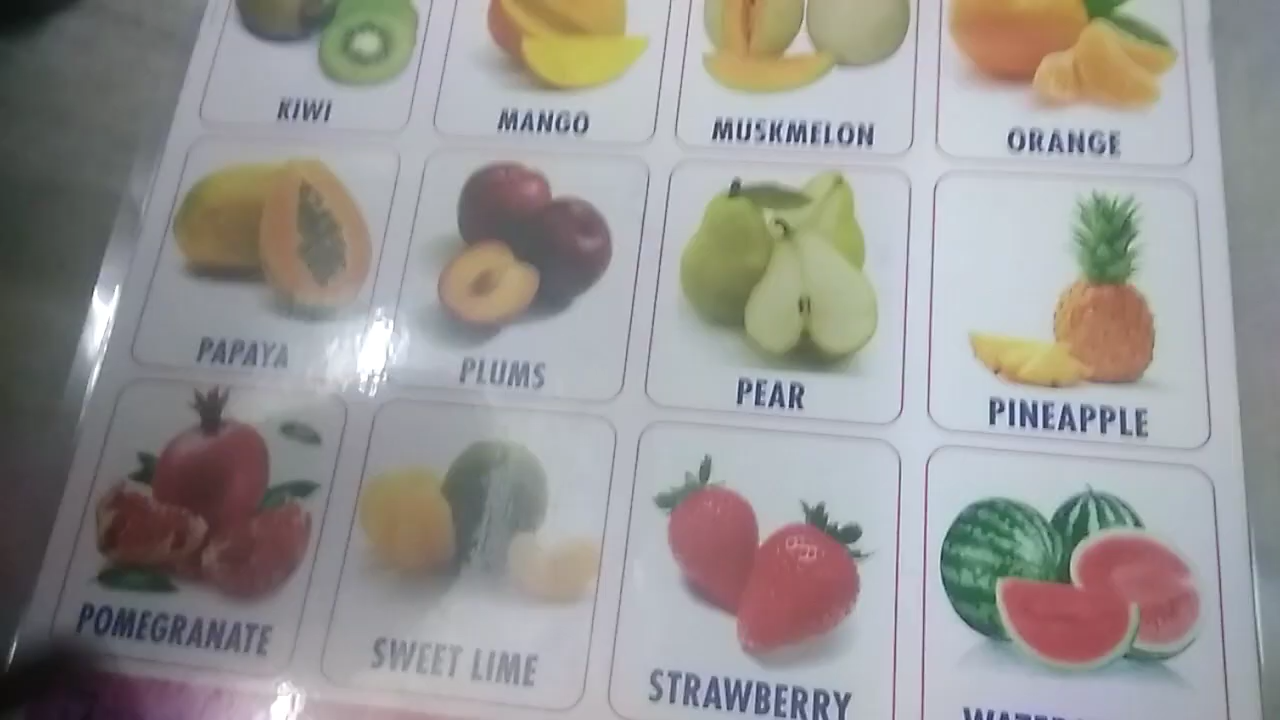 KIWI
MANGO
MUSKMELON
ORANGE
PAPAYA
PLUMS
PEAR
PINEAPPLE
POMEGRANATE
SWEET LIME
STRAWBERRY